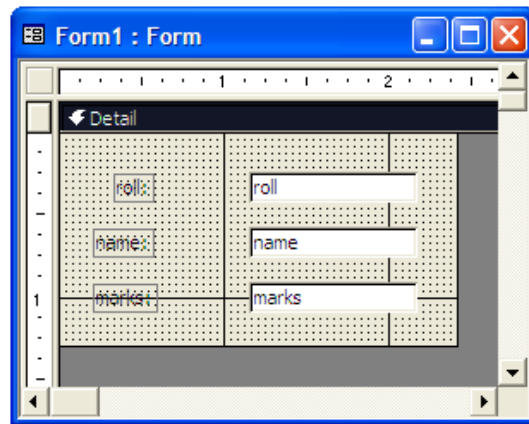 Form1 : Form
1 2
Detail
roll: roll
name: name
1
marks: marks